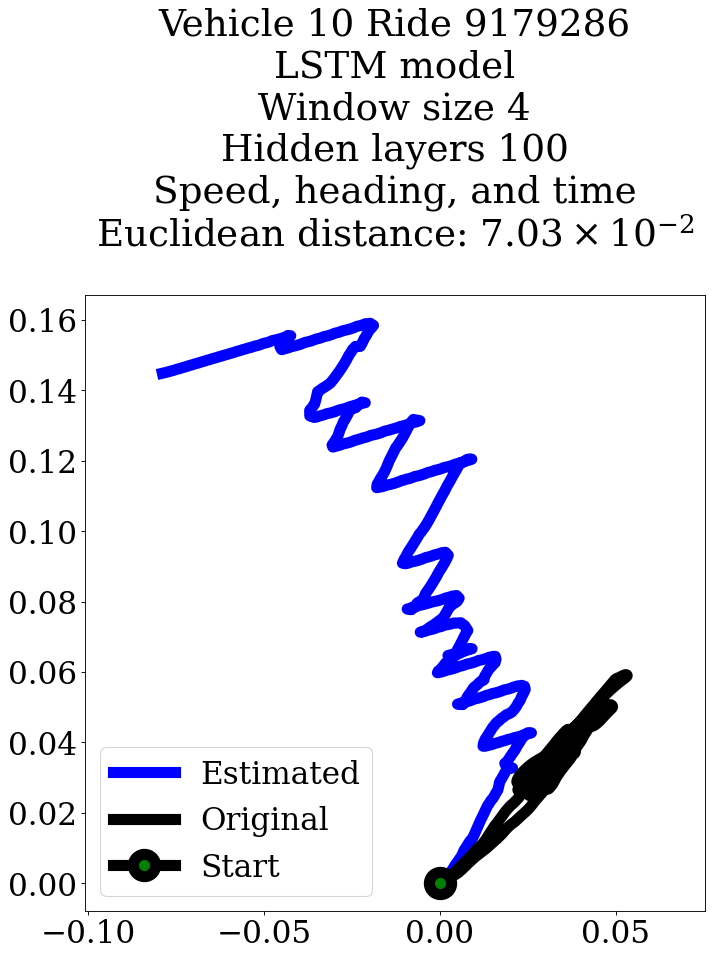 Vehicle 10 Ride 9179286
LSTM model
Window size 4
Hidden layers 100
Speed, heading, and time
Euclidean distance: 7.03 × 10⁻²
0.16
0.14
0.12
0.10
0.08
0.06
0.04
0.02
0.00
Estimated
Original
Start
−0.10
−0.05
0.00
0.05